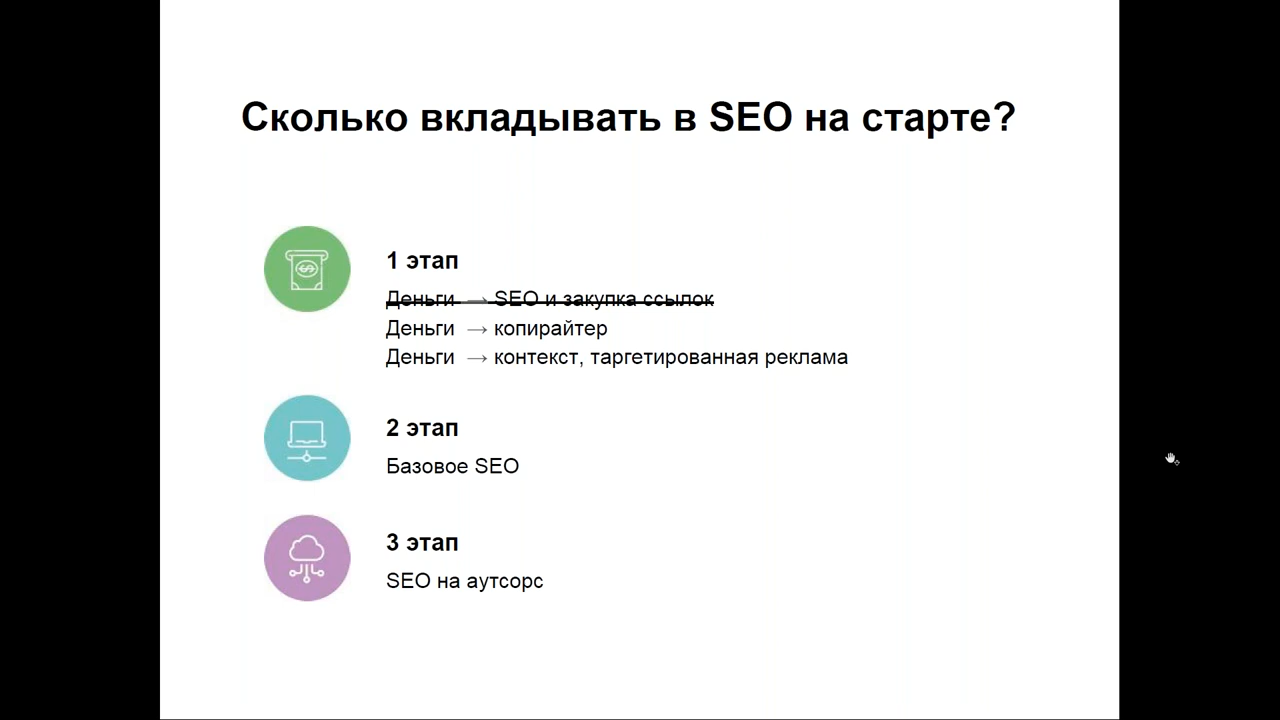 Сколько вкладывать в SEO на старте?
1 этап
Деньги → SEO и закупка ссылок
Деньги → копирайтер
Деньги → контекст, таргетированная реклама
2 этап
Базовое SEO
3 этап
SEO на аутсорс